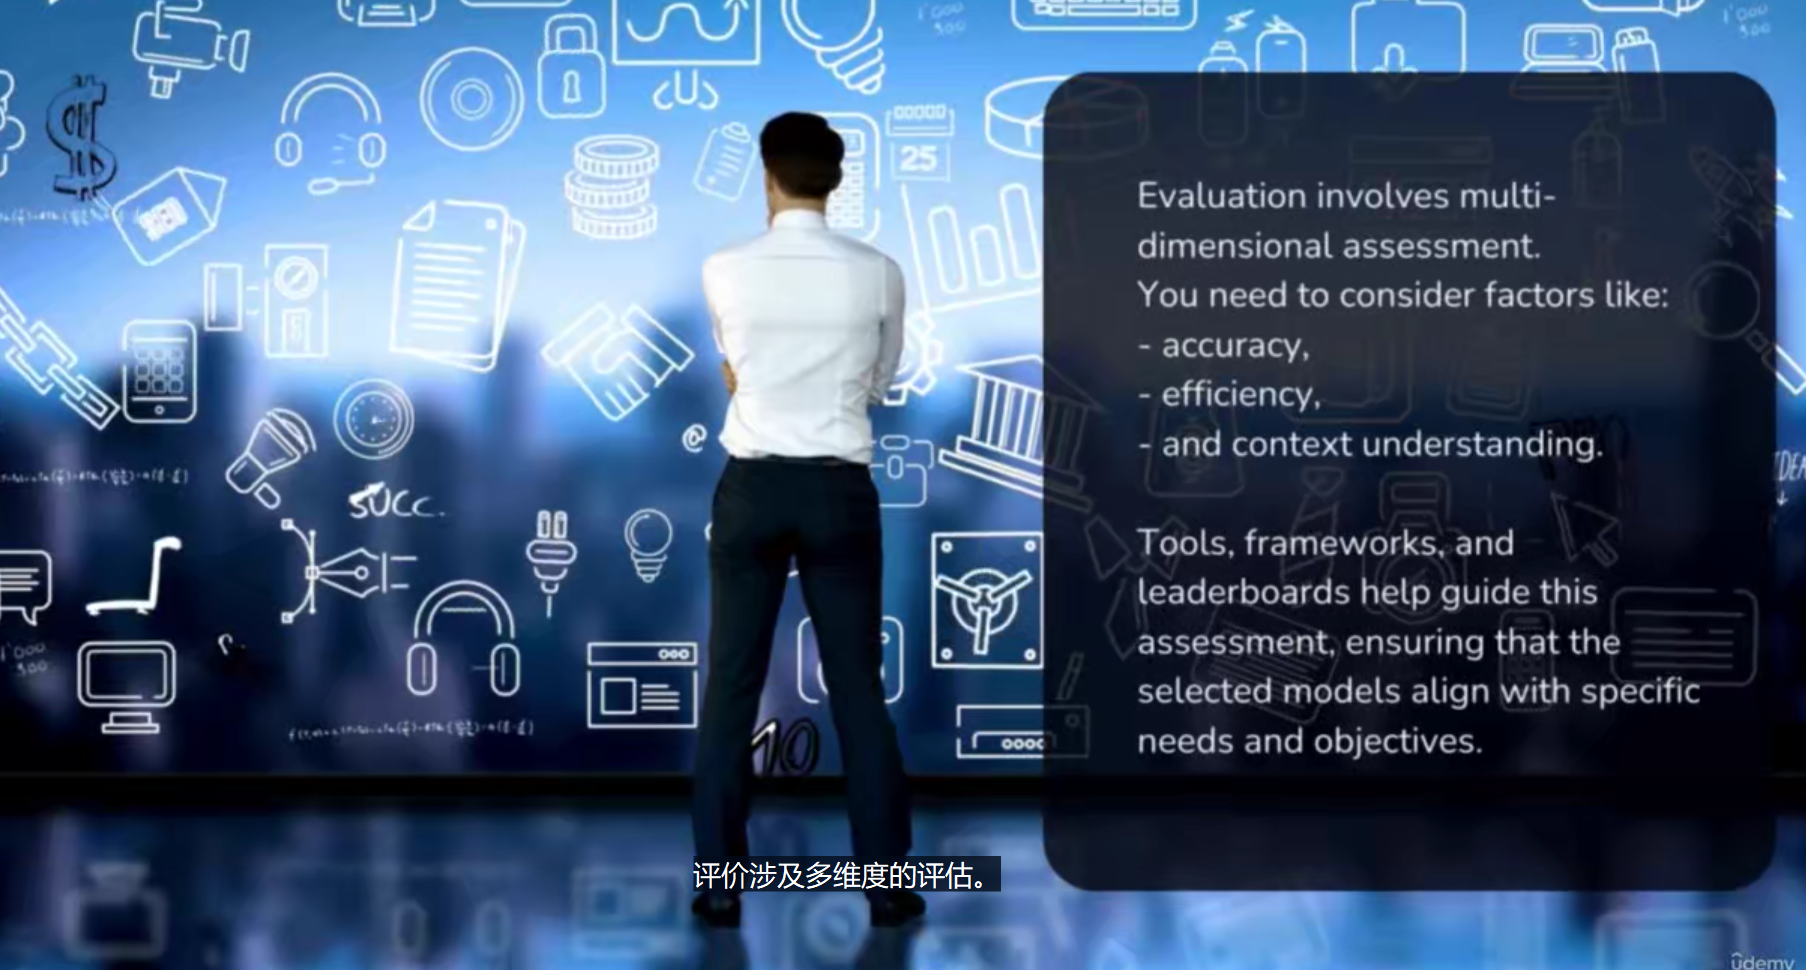 25
Evaluation involves multi-
dimensional assessment.
You need to consider factors like:
- accuracy,
- efficiency,
- and context understanding.
@
SUCC.
Tools, frameworks, and
leaderboards help guide this
assessment, ensuring that the
selected models align with specific
needs and objectives.
10
评价涉及多维度的评估。
ûdemy